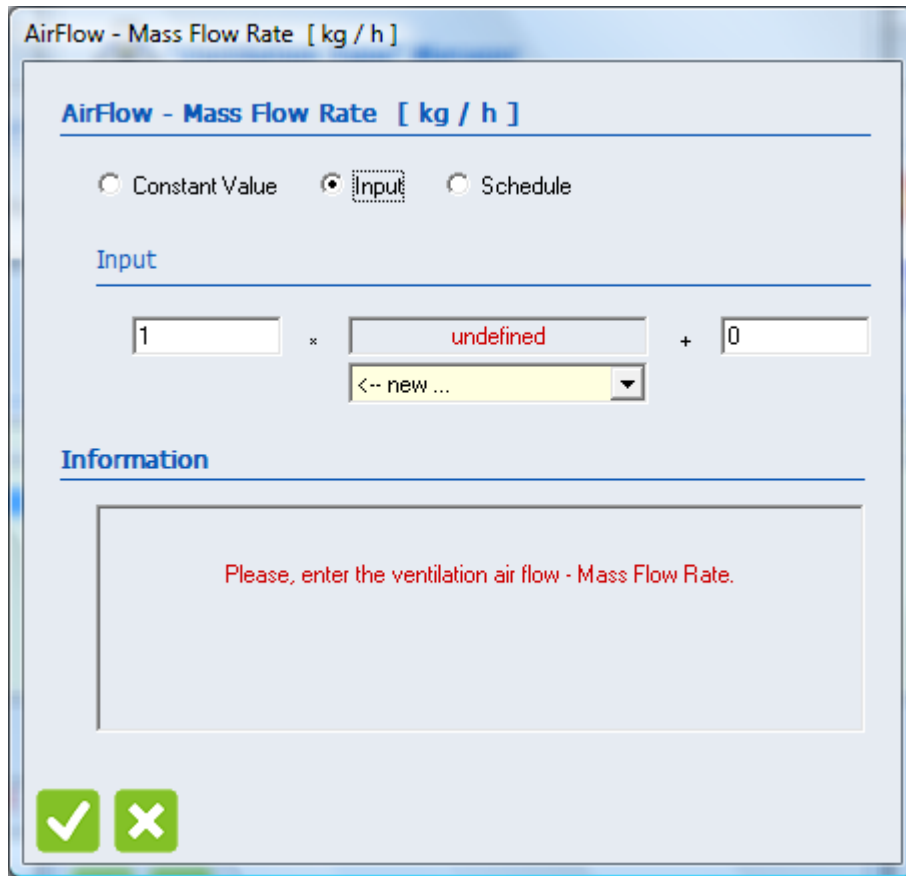 AirFlow - Mass Flow Rate [ kg / h ]
AirFlow - Mass Flow Rate [ kg / h ]
Constant Value Input Schedule
Input
1 × undefined + 0
<-- new ...
Information
Please, enter the ventilation air flow - Mass Flow Rate.